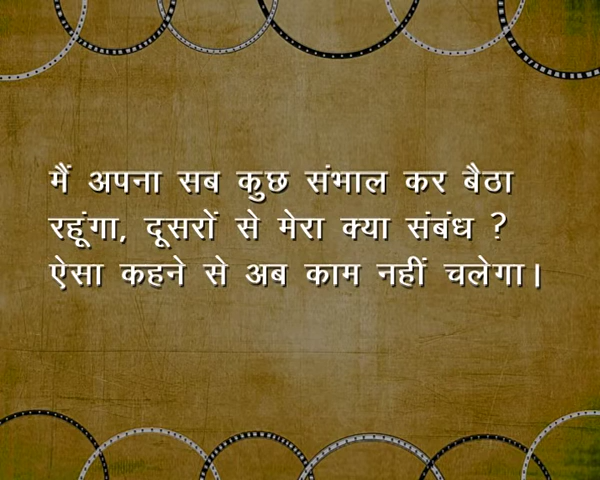 मैं अपना सब कुछ संभाल कर बैठा
रहूंगा, दूसरों से मेरा क्या संबंध ?
ऐसा कहने से अब काम नहीं चलेगा।